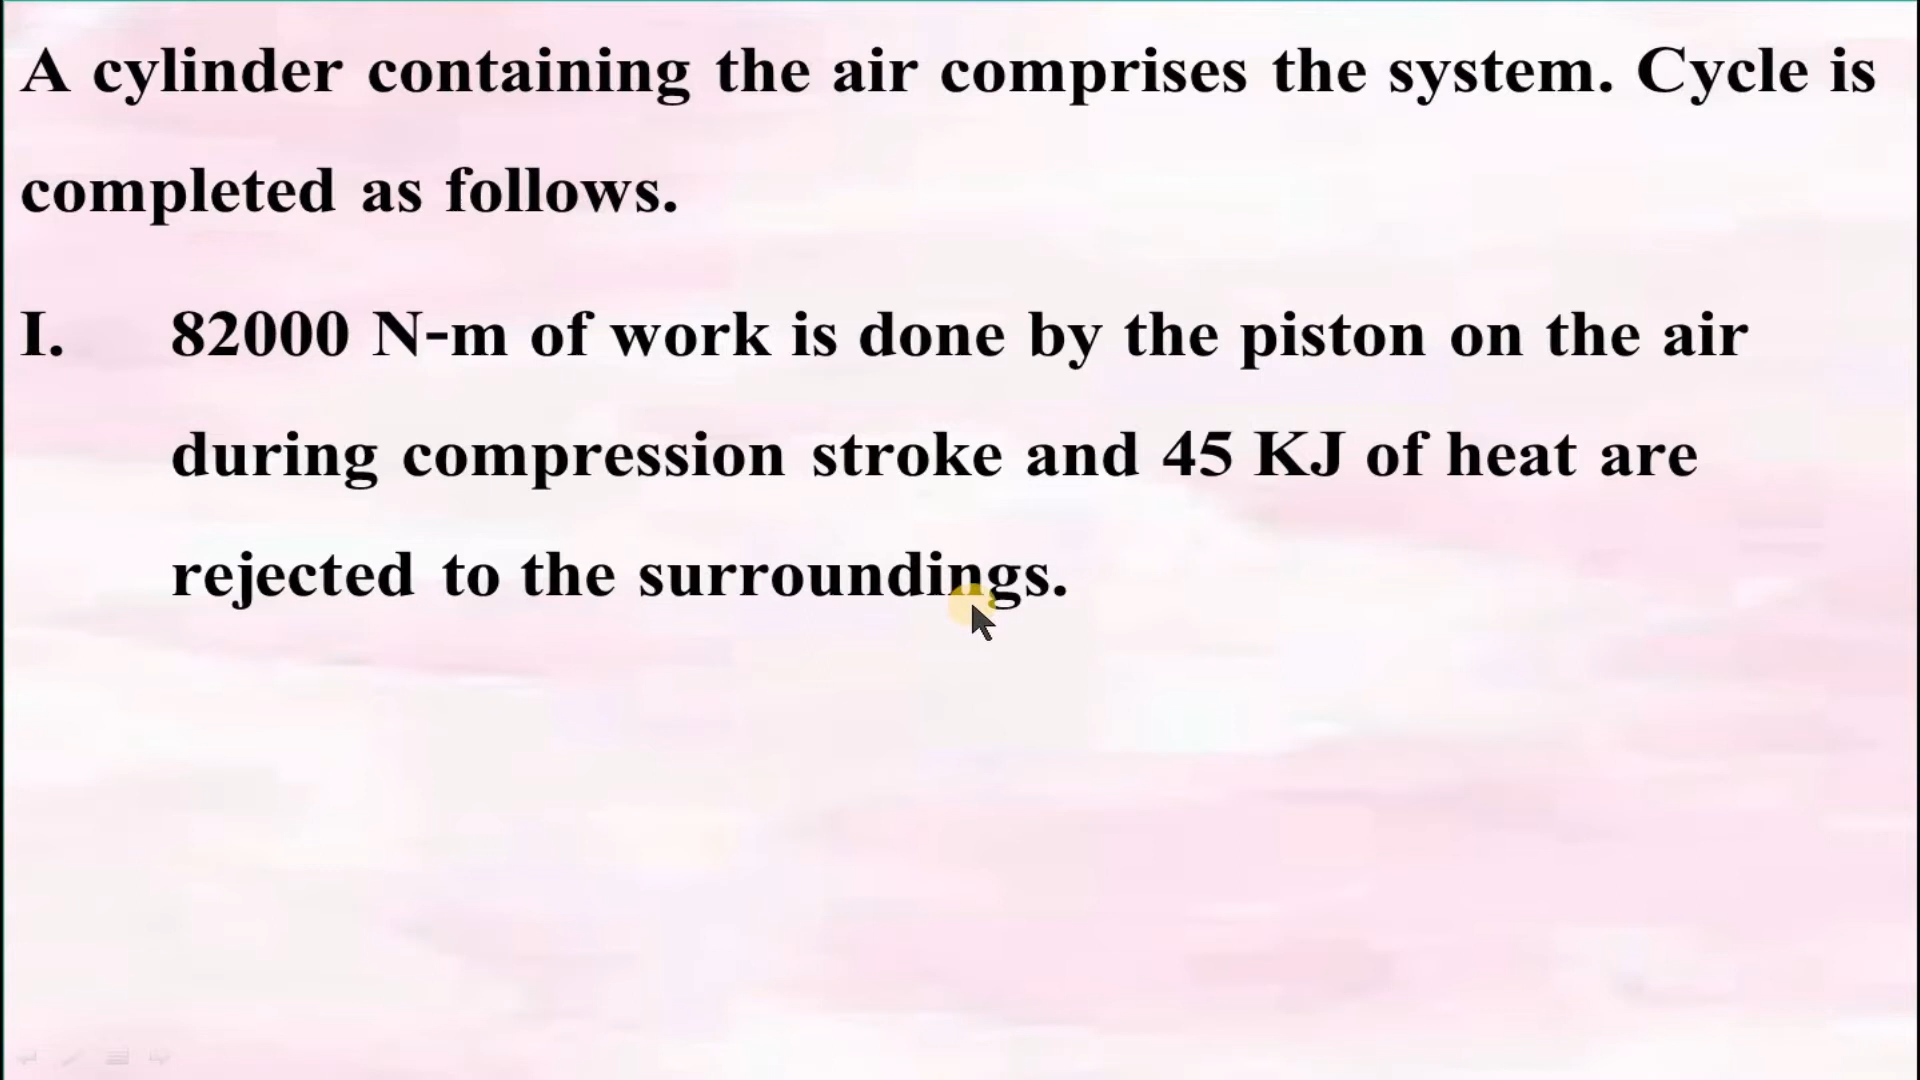 A cylinder containing the air comprises the system. Cycle is
completed as follows.
I. 82000 N-m of work is done by the piston on the air
during compression stroke and 45 KJ of heat are
rejected to the surroundings.